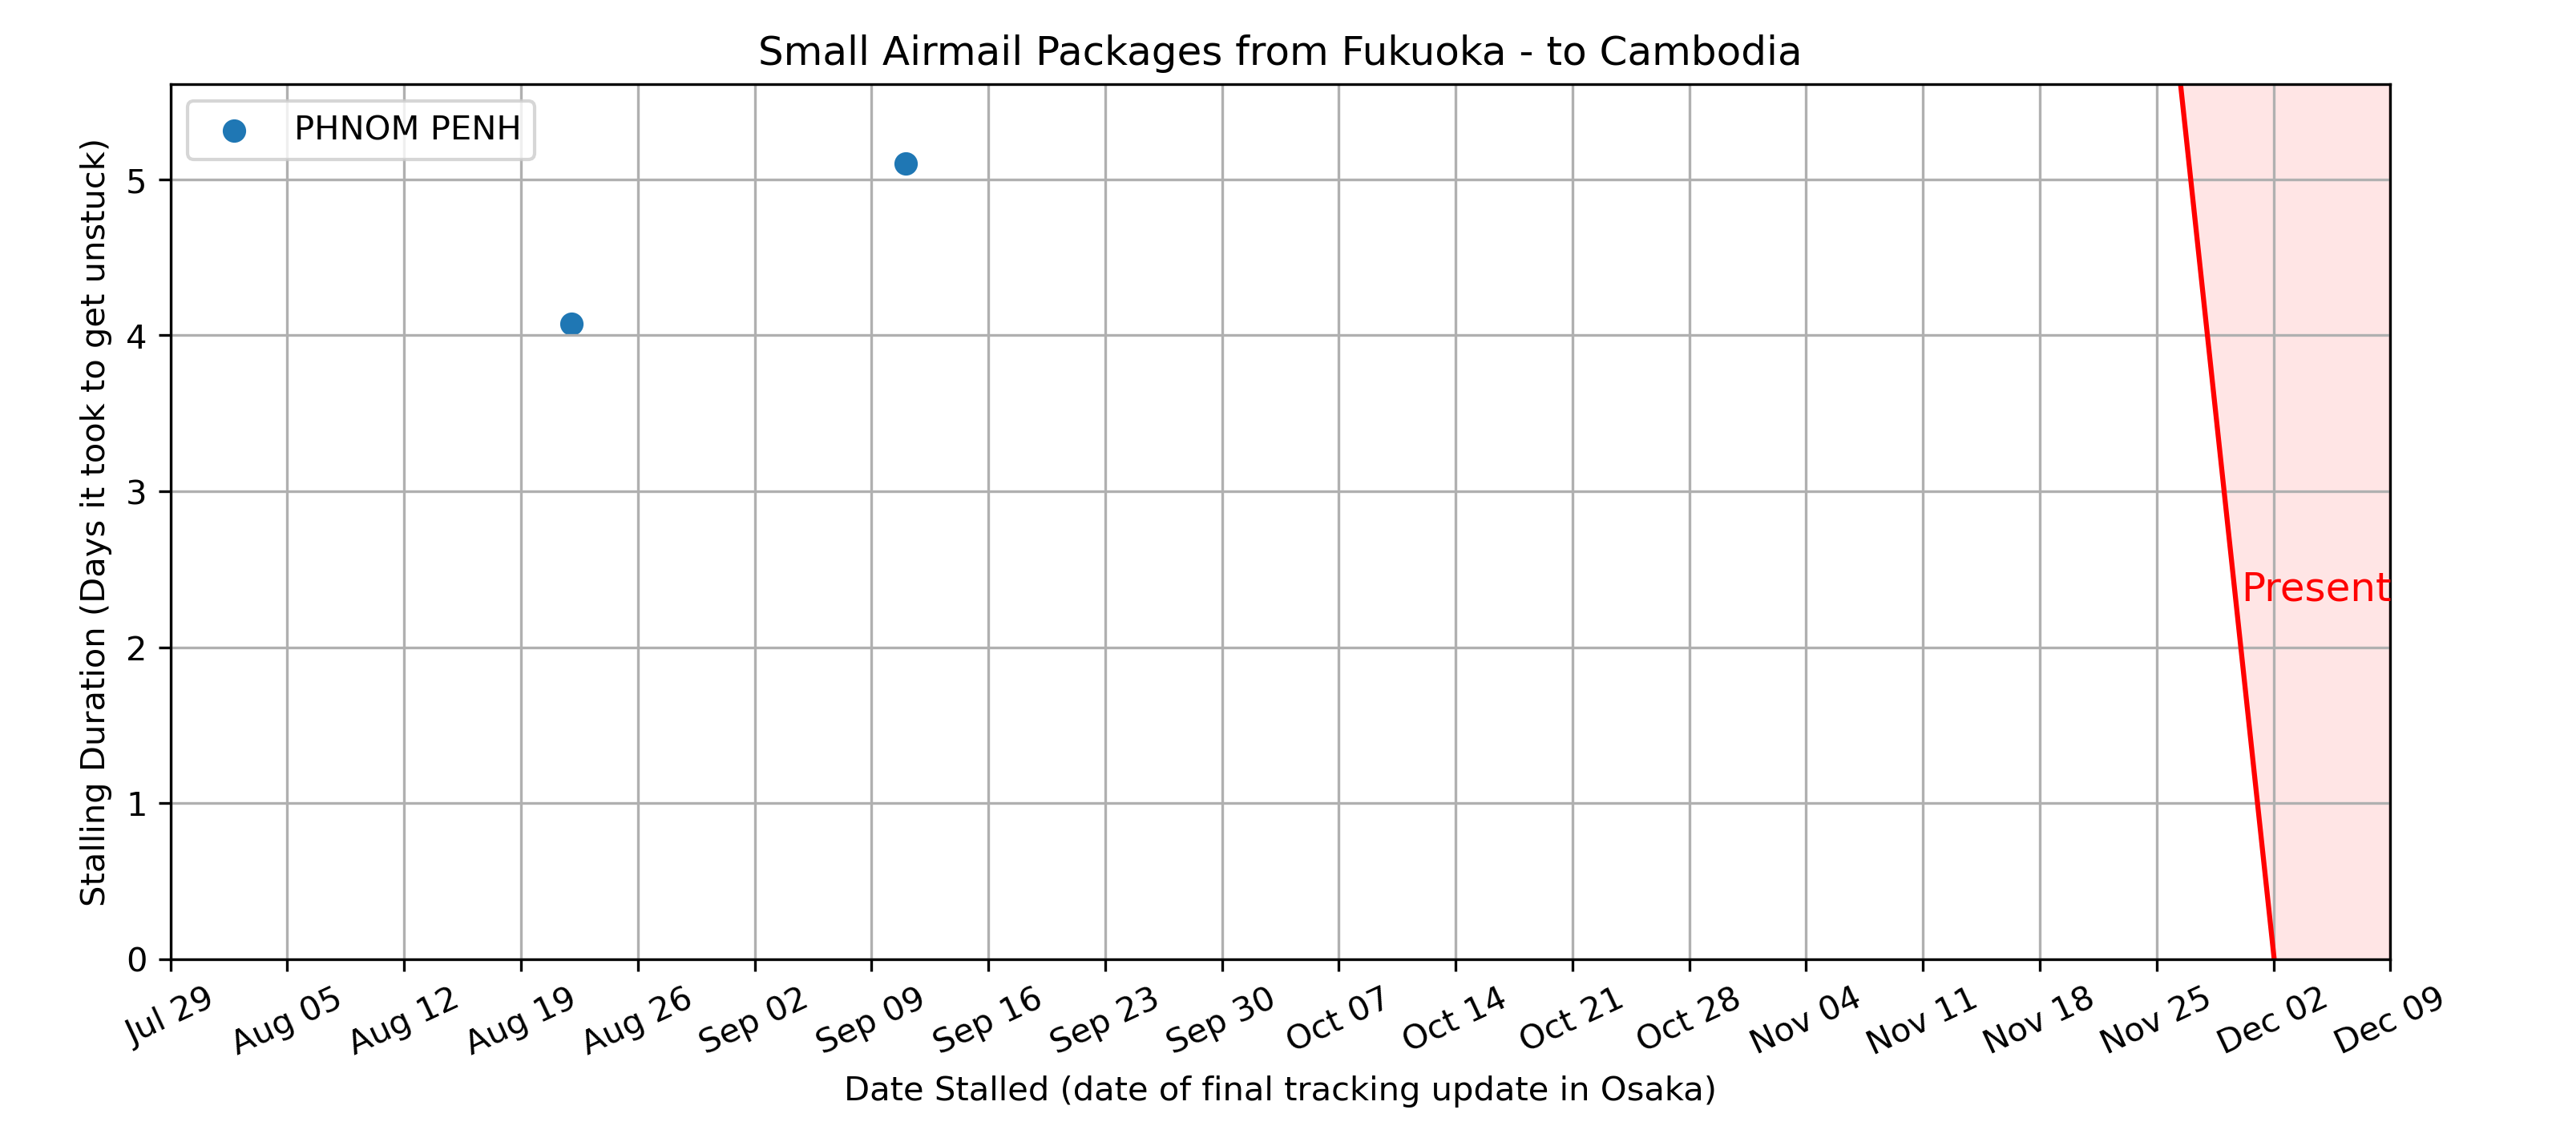 Small Airmail Packages from Fukuoka - to Cambodia
PHNOM PENH
Stalling Duration (Days it took to get unstuck)
5
4
3
2
1
0
Present
Jul 29 Aug 05 Aug 12 Aug 19 Aug 26 Sep 02 Sep 09 Sep 16 Sep 23 Sep 30 Oct 07 Oct 14 Oct 21 Oct 28 Nov 04 Nov 11 Nov 18 Nov 25 Dec 02 Dec 09
Date Stalled (date of final tracking update in Osaka)